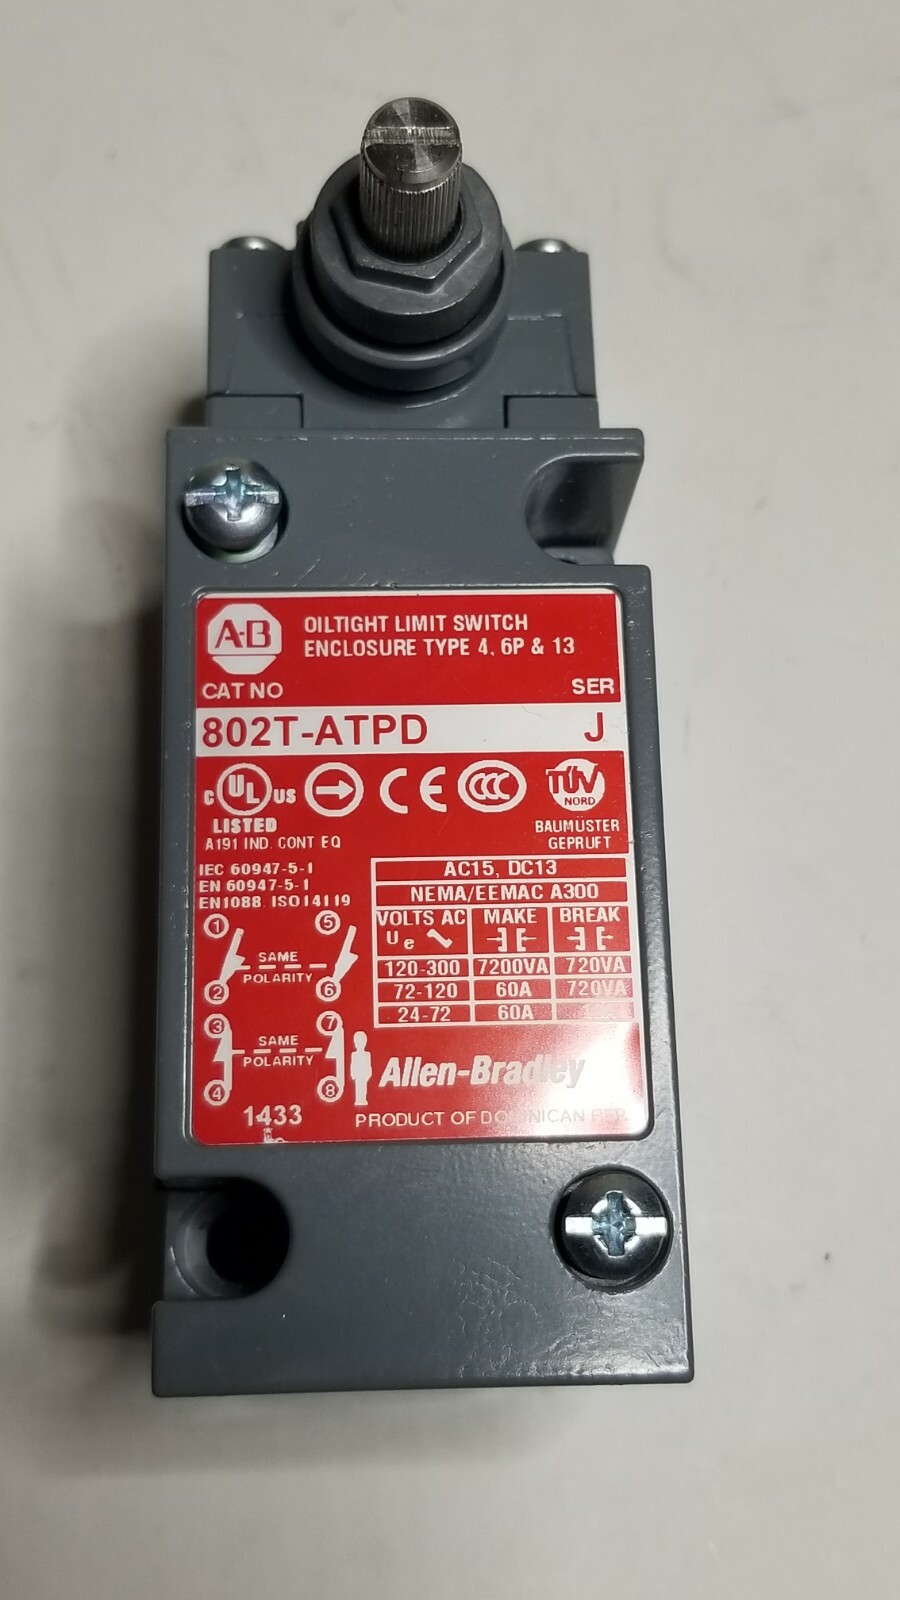 A-B
OILTIGHT LIMIT SWITCH
ENCLOSURE TYPE 4, 6P & 13
CAT NO SER
802T-ATPD J
C UL US
LISTED
A191 IND. CONT EQ
CE CCC
TÜV
NORD
BAUMÜSTER
GEPRUFT
IEC 60947-5-1
EN 60947-5-1
EN1088 ISO14119
AC15, DC13
NEMA/EEMAC A300
VOLTS AC MAKE BREAK
Ue
120-300 7200VA 720VA
72-120 60A 720VA
24-72 60A
1 5
SAME
POLARITY
2 6
3 7
SAME
POLARITY
4 8
Allen-Bradley
1433
PRODUCT OF DOMINICAN REP.